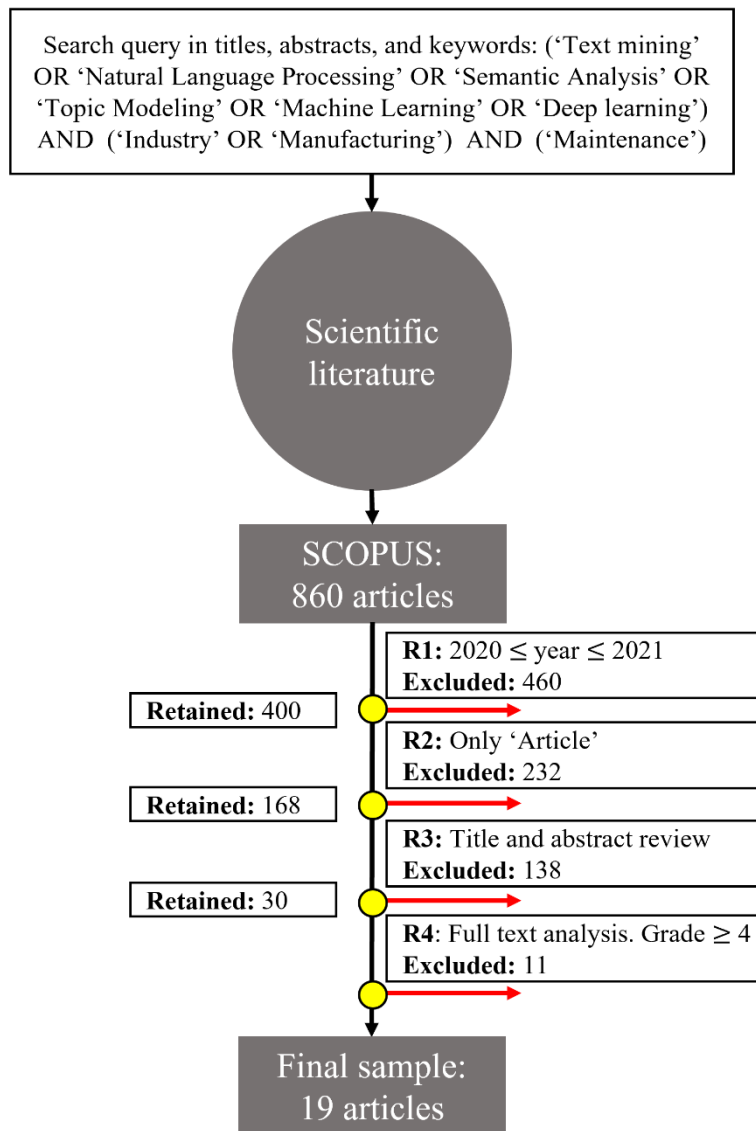 Search query in titles, abstracts, and keywords: (‘Text mining’
OR ‘Natural Language Processing’ OR ‘Semantic Analysis’ OR
‘Topic Modeling’ OR ‘Machine Learning’ OR ‘Deep learning’)
AND (‘Industry’ OR ‘Manufacturing’) AND (‘Maintenance’)
Scientific
literature
SCOPUS:
860 articles
R1: 2020 ≤ year ≤ 2021
Excluded: 460
Retained: 400
R2: Only ‘Article’
Excluded: 232
Retained: 168
R3: Title and abstract review
Excluded: 138
Retained: 30
R4: Full text analysis. Grade ≥ 4
Excluded: 11
Final sample:
19 articles